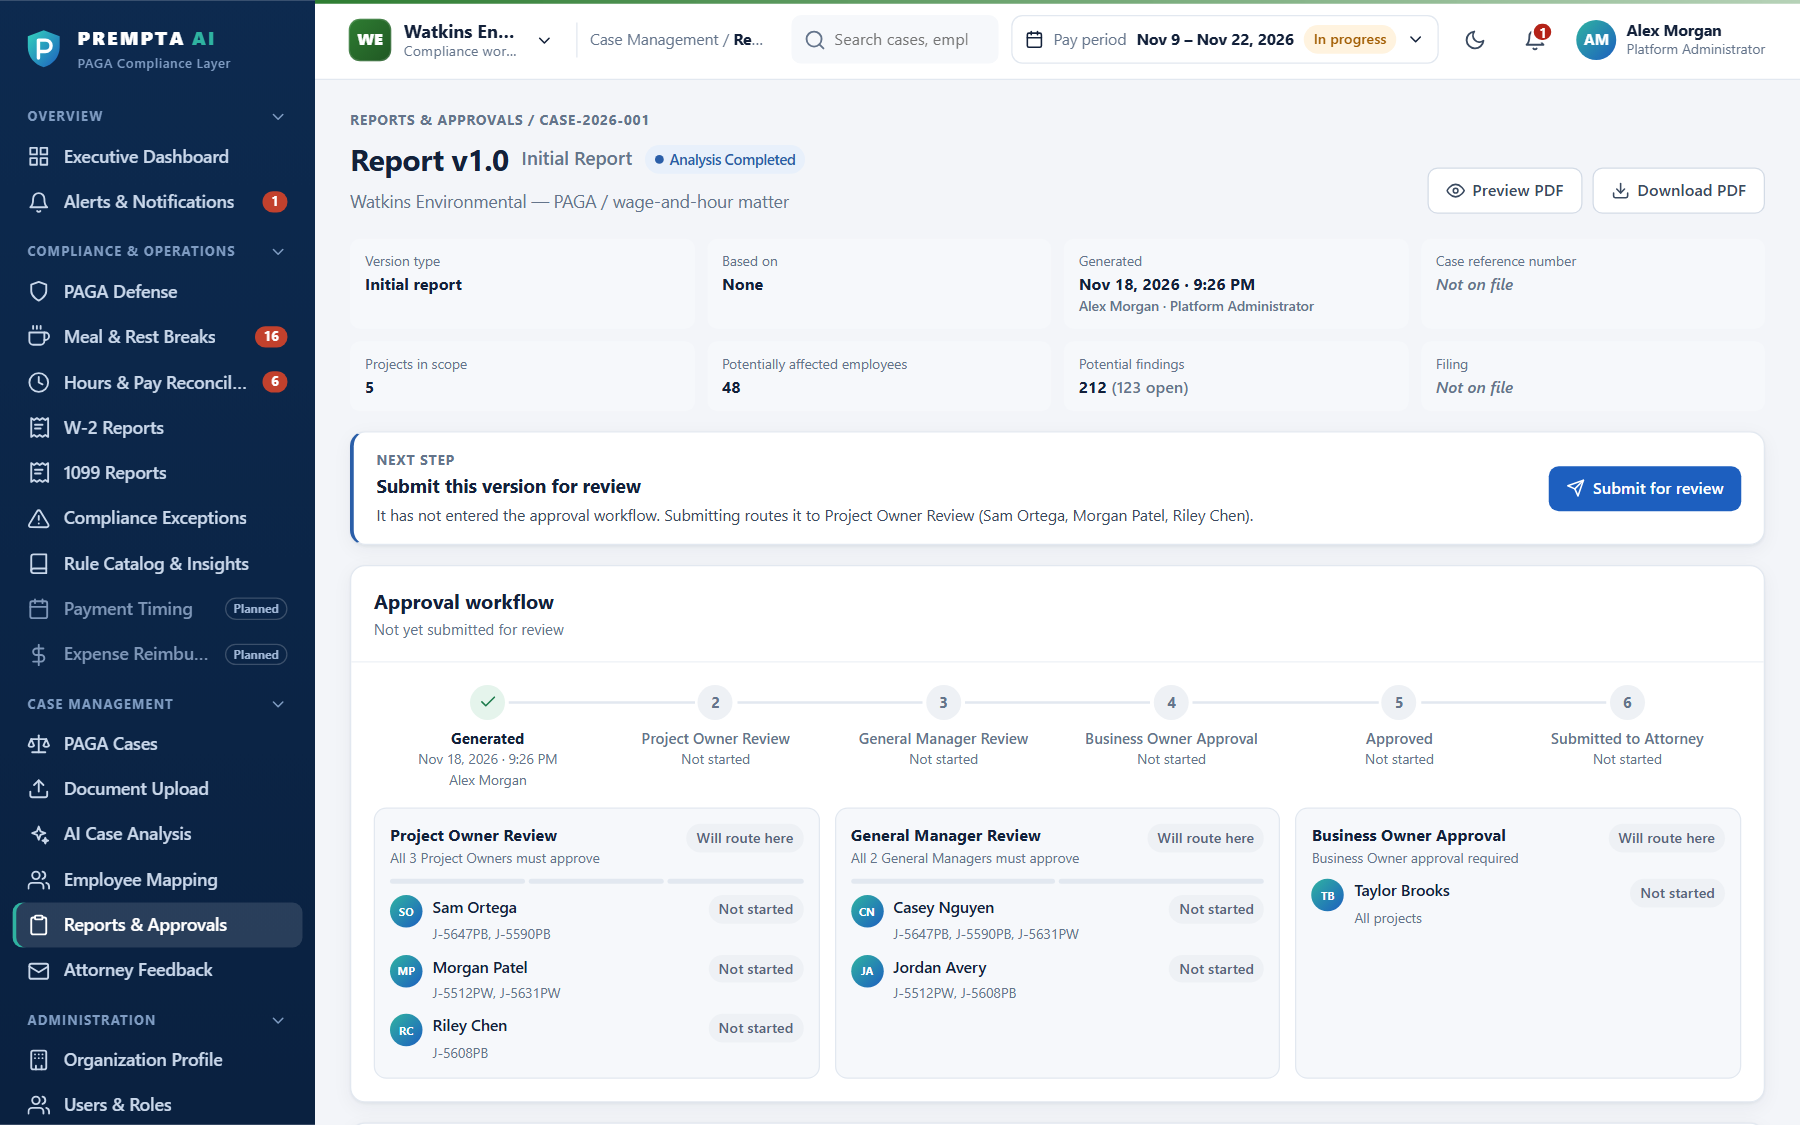 PREMPTA AI
PAGA Compliance Layer
OVERVIEW
Executive Dashboard
Alerts & Notifications 1
COMPLIANCE & OPERATIONS
PAGA Defense
Meal & Rest Breaks 16
Hours & Pay Reconcil... 6
W-2 Reports
1099 Reports
Compliance Exceptions
Rule Catalog & Insights
Payment Timing Planned
Expense Reimbu... Planned
CASE MANAGEMENT
PAGA Cases
Document Upload
AI Case Analysis
Employee Mapping
Reports & Approvals
Attorney Feedback
ADMINISTRATION
Organization Profile
Users & Roles
WE
Watkins En...
Compliance wor...
Case Management / Re...
Search cases, empl
Pay period Nov 9 – Nov 22, 2026 In progress
1
AM
Alex Morgan
Platform Administrator
REPORTS & APPROVALS / CASE-2026-001
Report v1.0 Initial Report Analysis Completed
Watkins Environmental — PAGA / wage-and-hour matter
Preview PDF
Download PDF
Version type
Initial report
Based on
None
Generated
Nov 18, 2026 · 9:26 PM
Alex Morgan · Platform Administrator
Case reference number
Not on file
Projects in scope
5
Potentially affected employees
48
Potential findings
212 (123 open)
Filing
Not on file
NEXT STEP
Submit this version for review
It has not entered the approval workflow. Submitting routes it to Project Owner Review (Sam Ortega, Morgan Patel, Riley Chen).
Submit for review
Approval workflow
Not yet submitted for review
Generated
Nov 18, 2026 · 9:26 PM
Alex Morgan
2
Project Owner Review
Not started
3
General Manager Review
Not started
4
Business Owner Approval
Not started
5
Approved
Not started
6
Submitted to Attorney
Not started
Project Owner Review
Will route here
All 3 Project Owners must approve
SO
Sam Ortega
Not started
J-5647PB, J-5590PB
MP
Morgan Patel
Not started
J-5512PW, J-5631PW
RC
Riley Chen
Not started
J-5608PB
General Manager Review
Will route here
All 2 General Managers must approve
CN
Casey Nguyen
Not started
J-5647PB, J-5590PB, J-5631PW
JA
Jordan Avery
Not started
J-5512PW, J-5608PB
Business Owner Approval
Will route here
Business Owner approval required
TB
Taylor Brooks
Not started
All projects